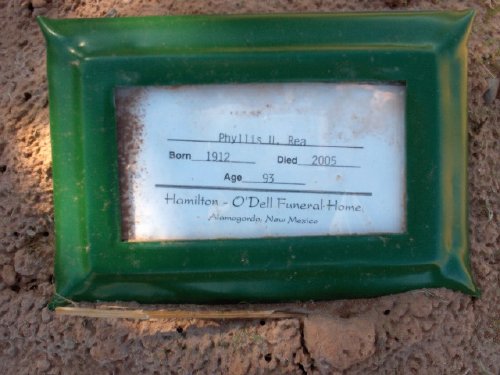 Phyllis U. Rea
Born 1912 Died 2005
Age 93
Hamilton - O'Dell Funeral Home,
Alamogordo, New Mexico